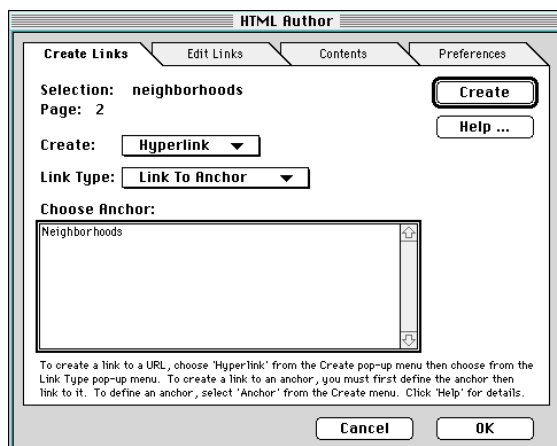 HTML Author
Create Links
Edit Links
Contents
Preferences
Selection: neighborhoods
Page: 2
Create
Help ...
Create: Hyperlink
Link Type: Link To Anchor
Choose Anchor:
Neighborhoods
To create a link to a URL, choose 'Hyperlink' from the Create pop-up menu then choose from the
Link Type pop-up menu. To create a link to an anchor, you must first define the anchor then
link to it. To define an anchor, select 'Anchor' from the Create menu. Click 'Help' for details.
Cancel
OK